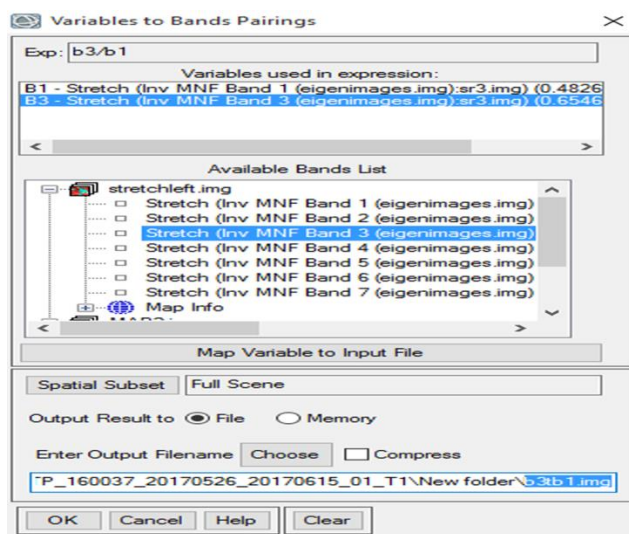 Variables to Bands Pairings
Exp: b3/b1
Variables used in expression:
B1 - Stretch (Inv MNF Band 1 (eigenimages.img):sr3.img) (0.4826
B3 - Stretch (Inv MNF Band 3 (eigenimages.img):sr3.img) (0.6546
Available Bands List
stretchleft.img
Stretch (Inv MNF Band 1 (eigenimages.img)
Stretch (Inv MNF Band 2 (eigenimages.img)
Stretch (Inv MNF Band 3 (eigenimages.img)
Stretch (Inv MNF Band 4 (eigenimages.img)
Stretch (Inv MNF Band 5 (eigenimages.img)
Stretch (Inv MNF Band 6 (eigenimages.img)
Stretch (Inv MNF Band 7 (eigenimages.img)
Map Info
Map Variable to Input File
Spatial Subset Full Scene
Output Result to File Memory
Enter Output Filename Choose Compress
P_160037_20170526_20170615_01_T1\New folder\b3tb1.img
OK Cancel Help Clear